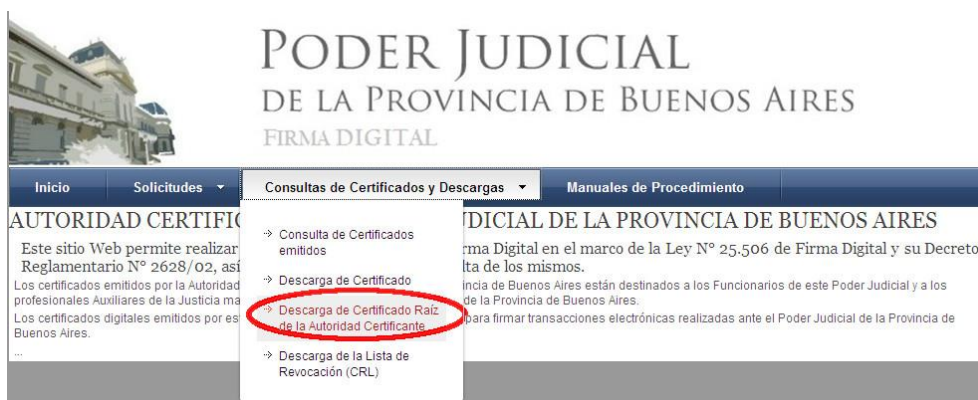 PODER JUDICIAL
DE LA PROVINCIA DE BUENOS AIRES
FIRMA DIGITAL
Inicio Solicitudes Consultas de Certificados y Descargas Manuales de Procedimiento
AUTORIDAD CERTIFIC UDICIAL DE LA PROVINCIA DE BUENOS AIRES
Este sitio Web permite realizar rma Digital en el marco de la Ley N° 25.506 de Firma Digital y su Decreto
Reglamentario N° 2628/02, así lta de los mismos.
Los certificados emitidos por la Autoridad incia de Buenos Aires están destinados a los Funcionarios de este Poder Judicial y a los
profesionales Auxiliares de la Justicia ma de la Provincia de Buenos Aires.
Los certificados digitales emitidos por es para firmar transacciones electrónicas realizadas ante el Poder Judicial de la Provincia de
Buenos Aires.
...
Consulta de Certificados
emitidos
Descarga de Certificado
Descarga de Certificado Raíz
de la Autoridad Certificante
Descarga de la Lista de
Revocación (CRL)